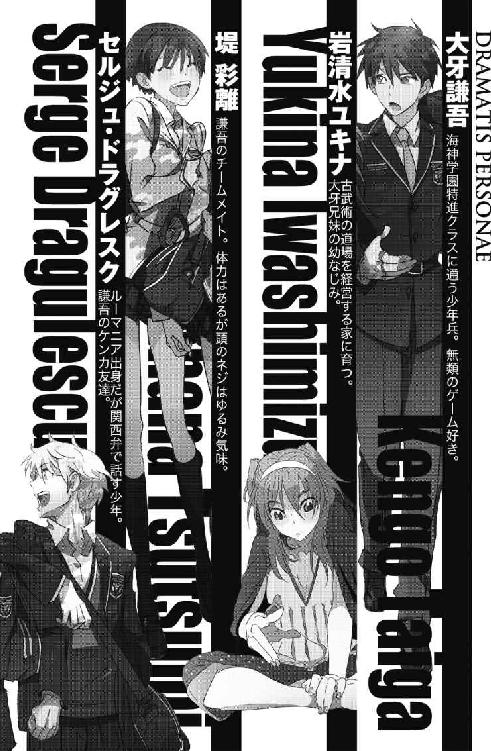 DRAMATIS PERSONAE
大牙謙吾
海神学園特進クラスに通う少年兵。無類のゲーム好き。
Kengo Taiga
岩清水ユキナ
古武術の道場を経営する家に育つ。
大牙兄妹の幼なじみ。
Yukina Iwashimizu
堤 彩離
謙吾のチームメイト。体力はあるが頭のネジはゆるみ気味。
Tsutsumi
セルジュ・ドラグレスク
ルーマニア出身だが関西弁で話す少年。
謙吾のケンカ友達。
Serge Dragulescu